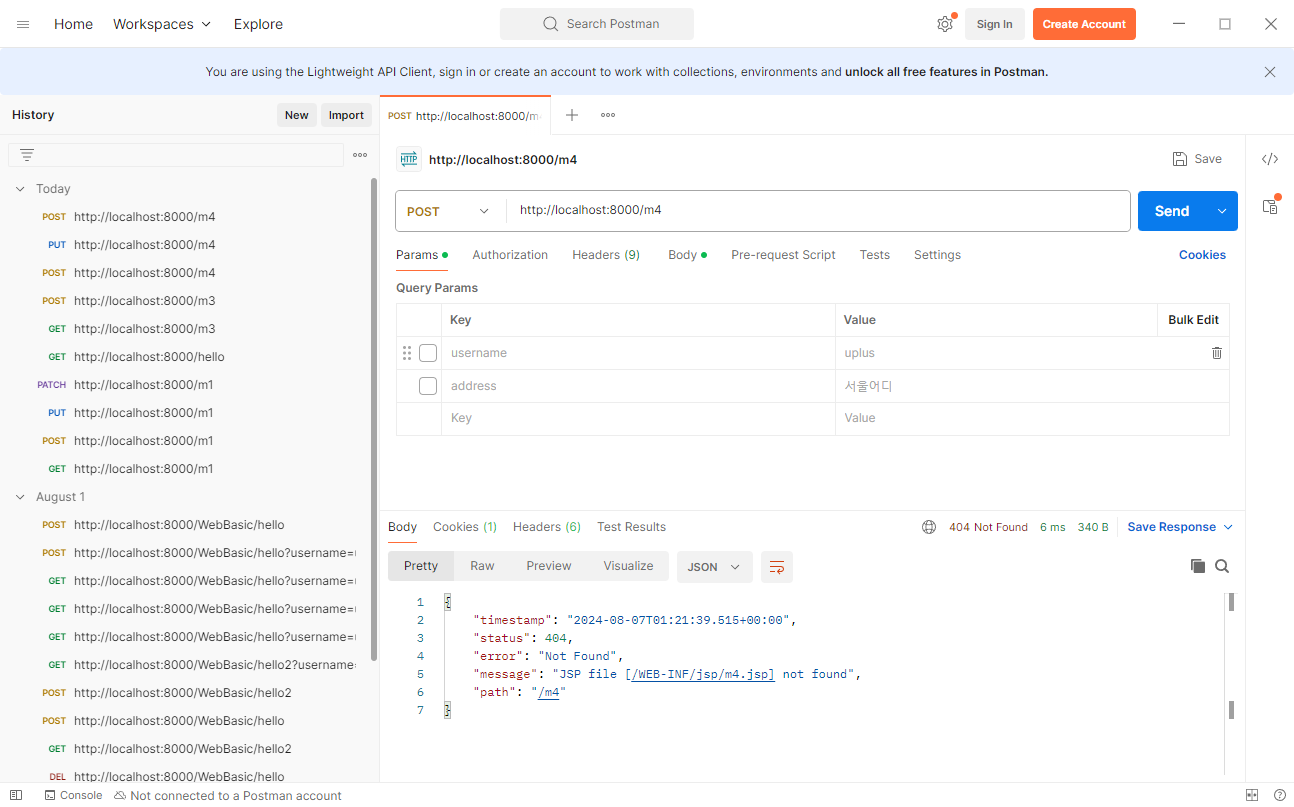 Home Workspaces Explore Search Postman Sign In Create Account
You are using the Lightweight API Client, sign in or create an account to work with collections, environments and unlock all free features in Postman.
History New Import
Today
POST http://localhost:8000/m4
PUT http://localhost:8000/m4
POST http://localhost:8000/m4
POST http://localhost:8000/m3
GET http://localhost:8000/m3
GET http://localhost:8000/hello
PATCH http://localhost:8000/m1
PUT http://localhost:8000/m1
POST http://localhost:8000/m1
GET http://localhost:8000/m1
August 1
POST http://localhost:8000/WebBasic/hello
POST http://localhost:8000/WebBasic/hello?username=
GET http://localhost:8000/WebBasic/hello?username=
GET http://localhost:8000/WebBasic/hello?username=
GET http://localhost:8000/WebBasic/hello?username=
GET http://localhost:8000/WebBasic/hello2?username=
POST http://localhost:8000/WebBasic/hello2
POST http://localhost:8000/WebBasic/hello
GET http://localhost:8000/WebBasic/hello2
DEL http://localhost:8000/WebBasic/hello
POST http://localhost:8000/m4
HTTP http://localhost:8000/m4 Save
POST http://localhost:8000/m4 Send
Params Authorization Headers (9) Body Pre-request Script Tests Settings Cookies
Query Params
Key Value Bulk Edit
username uplus
address 서울어디
Key Value
Body Cookies (1) Headers (6) Test Results 404 Not Found 6 ms 340 B Save Response
Pretty Raw Preview Visualize JSON
1 {
2 "timestamp": "2024-08-07T01:21:39.515+00:00",
3 "status": 404,
4 "error": "Not Found",
5 "message": "JSP file [/WEB-INF/jsp/m4.jsp] not found",
6 "path": "/m4"
7 }
Console Not connected to a Postman account